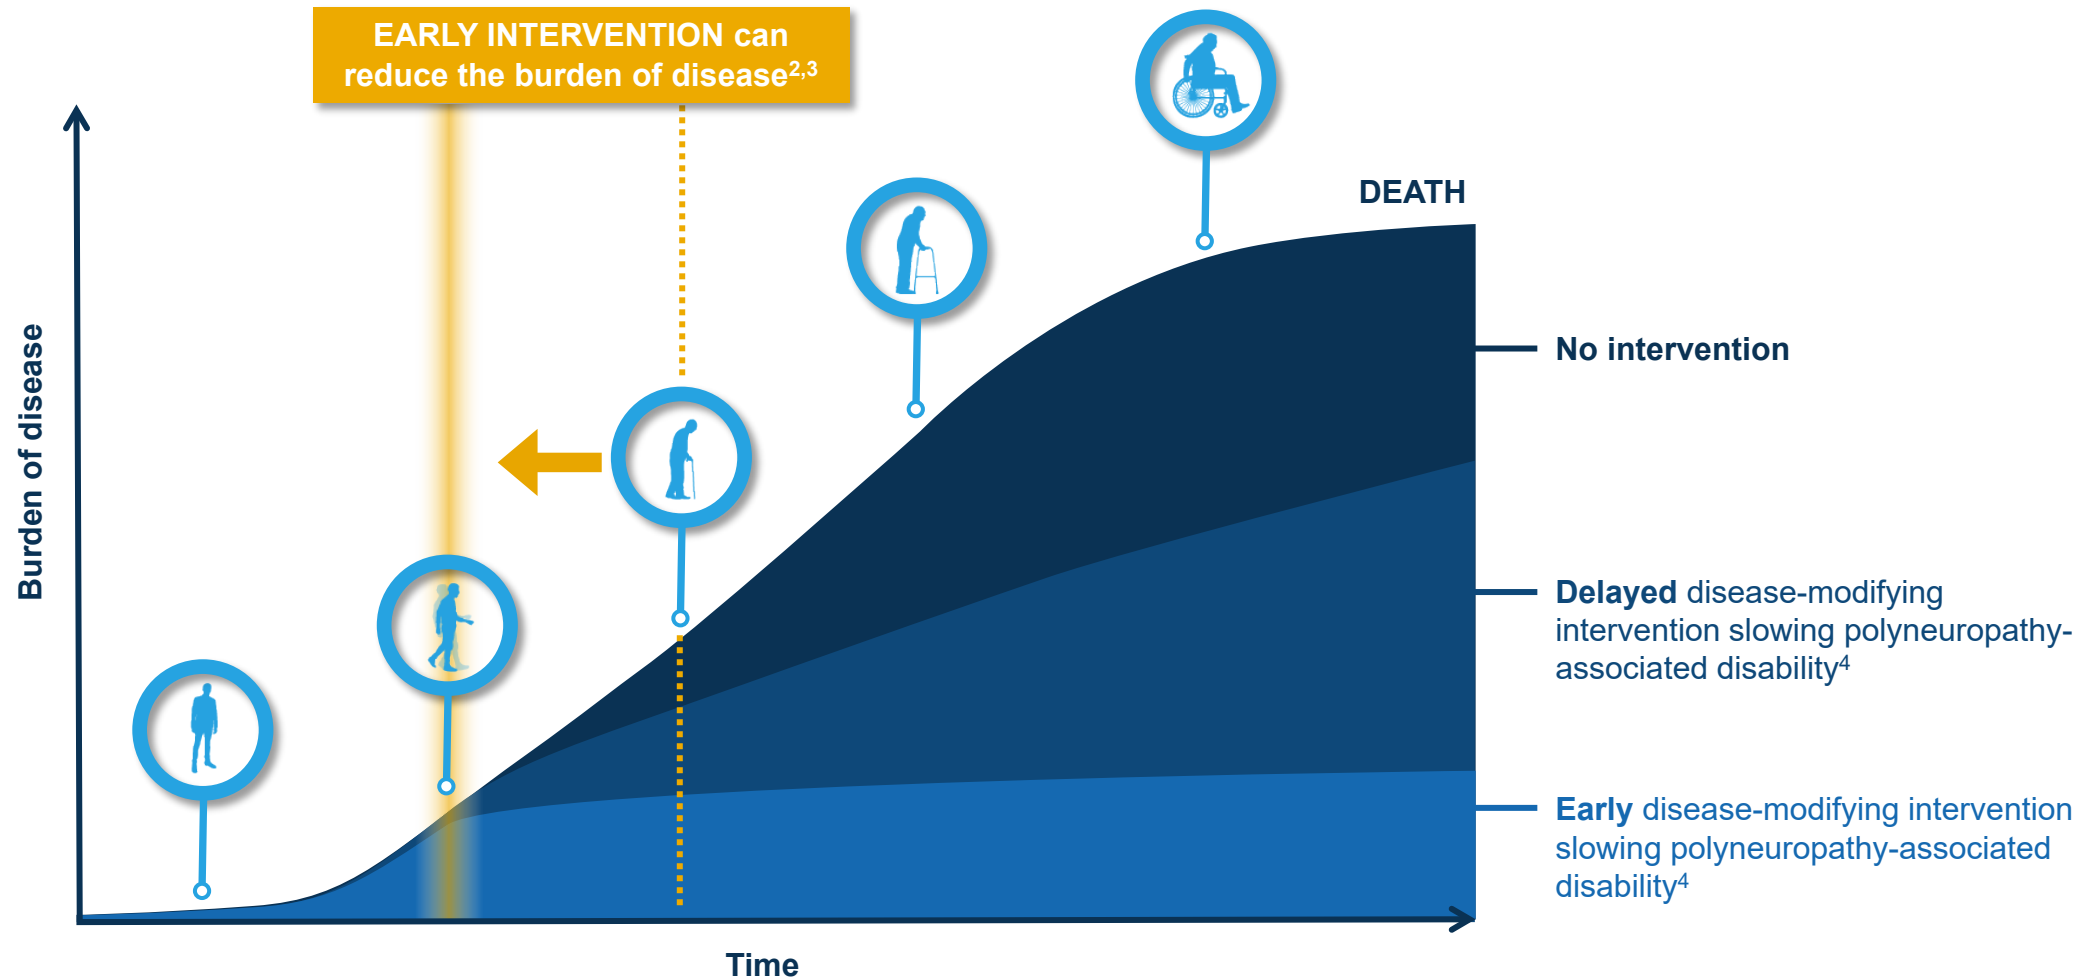 EARLY INTERVENTION can
reduce the burden of disease2,3
DEATH
Burden of disease
No intervention
Delayed disease-modifying
intervention slowing polyneuropathy-
associated disability4
Early disease-modifying intervention
slowing polyneuropathy-associated
disability4
Time